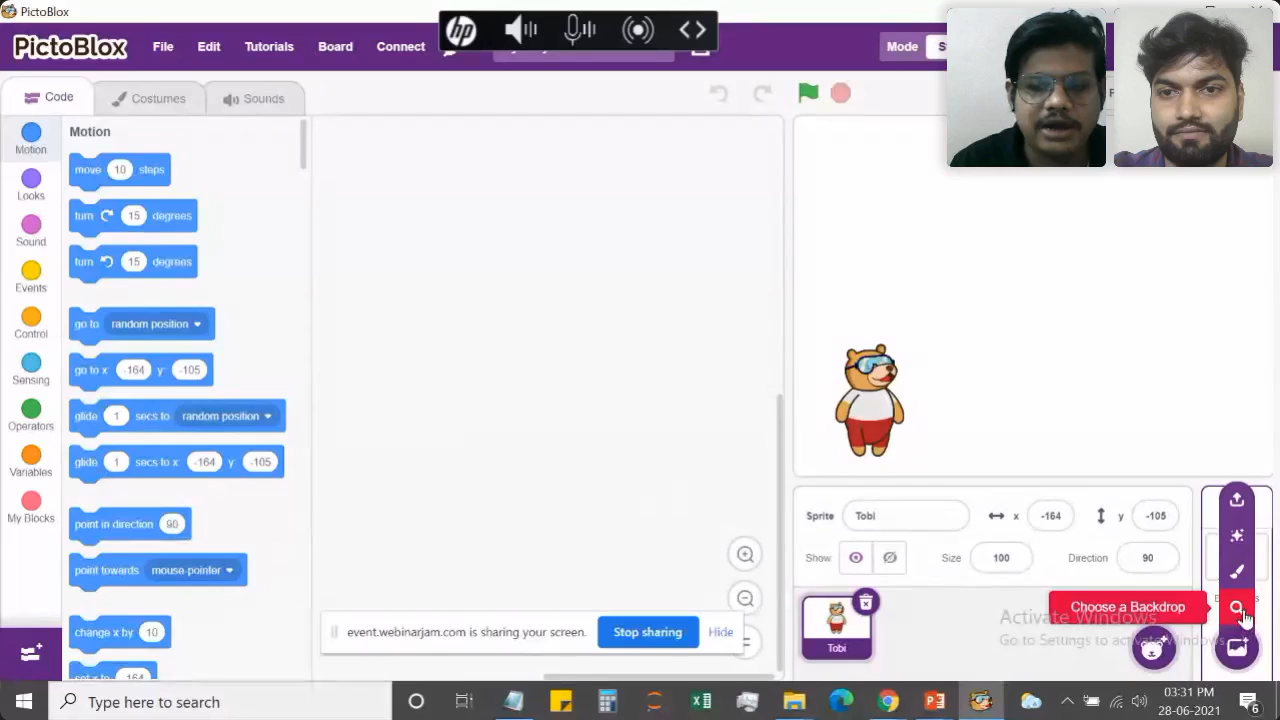 PictoBlox
PictoBlox
File Edit Tutorials Board Connect
Mode
Code Costumes Sounds
Motion
Looks
Sound
Events
Control
Sensing
Operators
Variables
My Blocks
Motion
move 10 steps
turn 15 degrees
turn 15 degrees
go to random position
go to x -164 y -105
glide 1 secs to random position
glide 1 secs to x -164 y -105
point in direction 90
point towards mouse-pointer
change x by 10
hp
Sprite Tobi x -164 y -105
Show Size 100 Direction 90
Tobi
Choose a Backdrop
Activate Windows
Go to Settings to activate Windows
event.webinarjam.com is sharing your screen. Stop sharing Hide
Type here to search
03:31 PM
28-06-2021
6